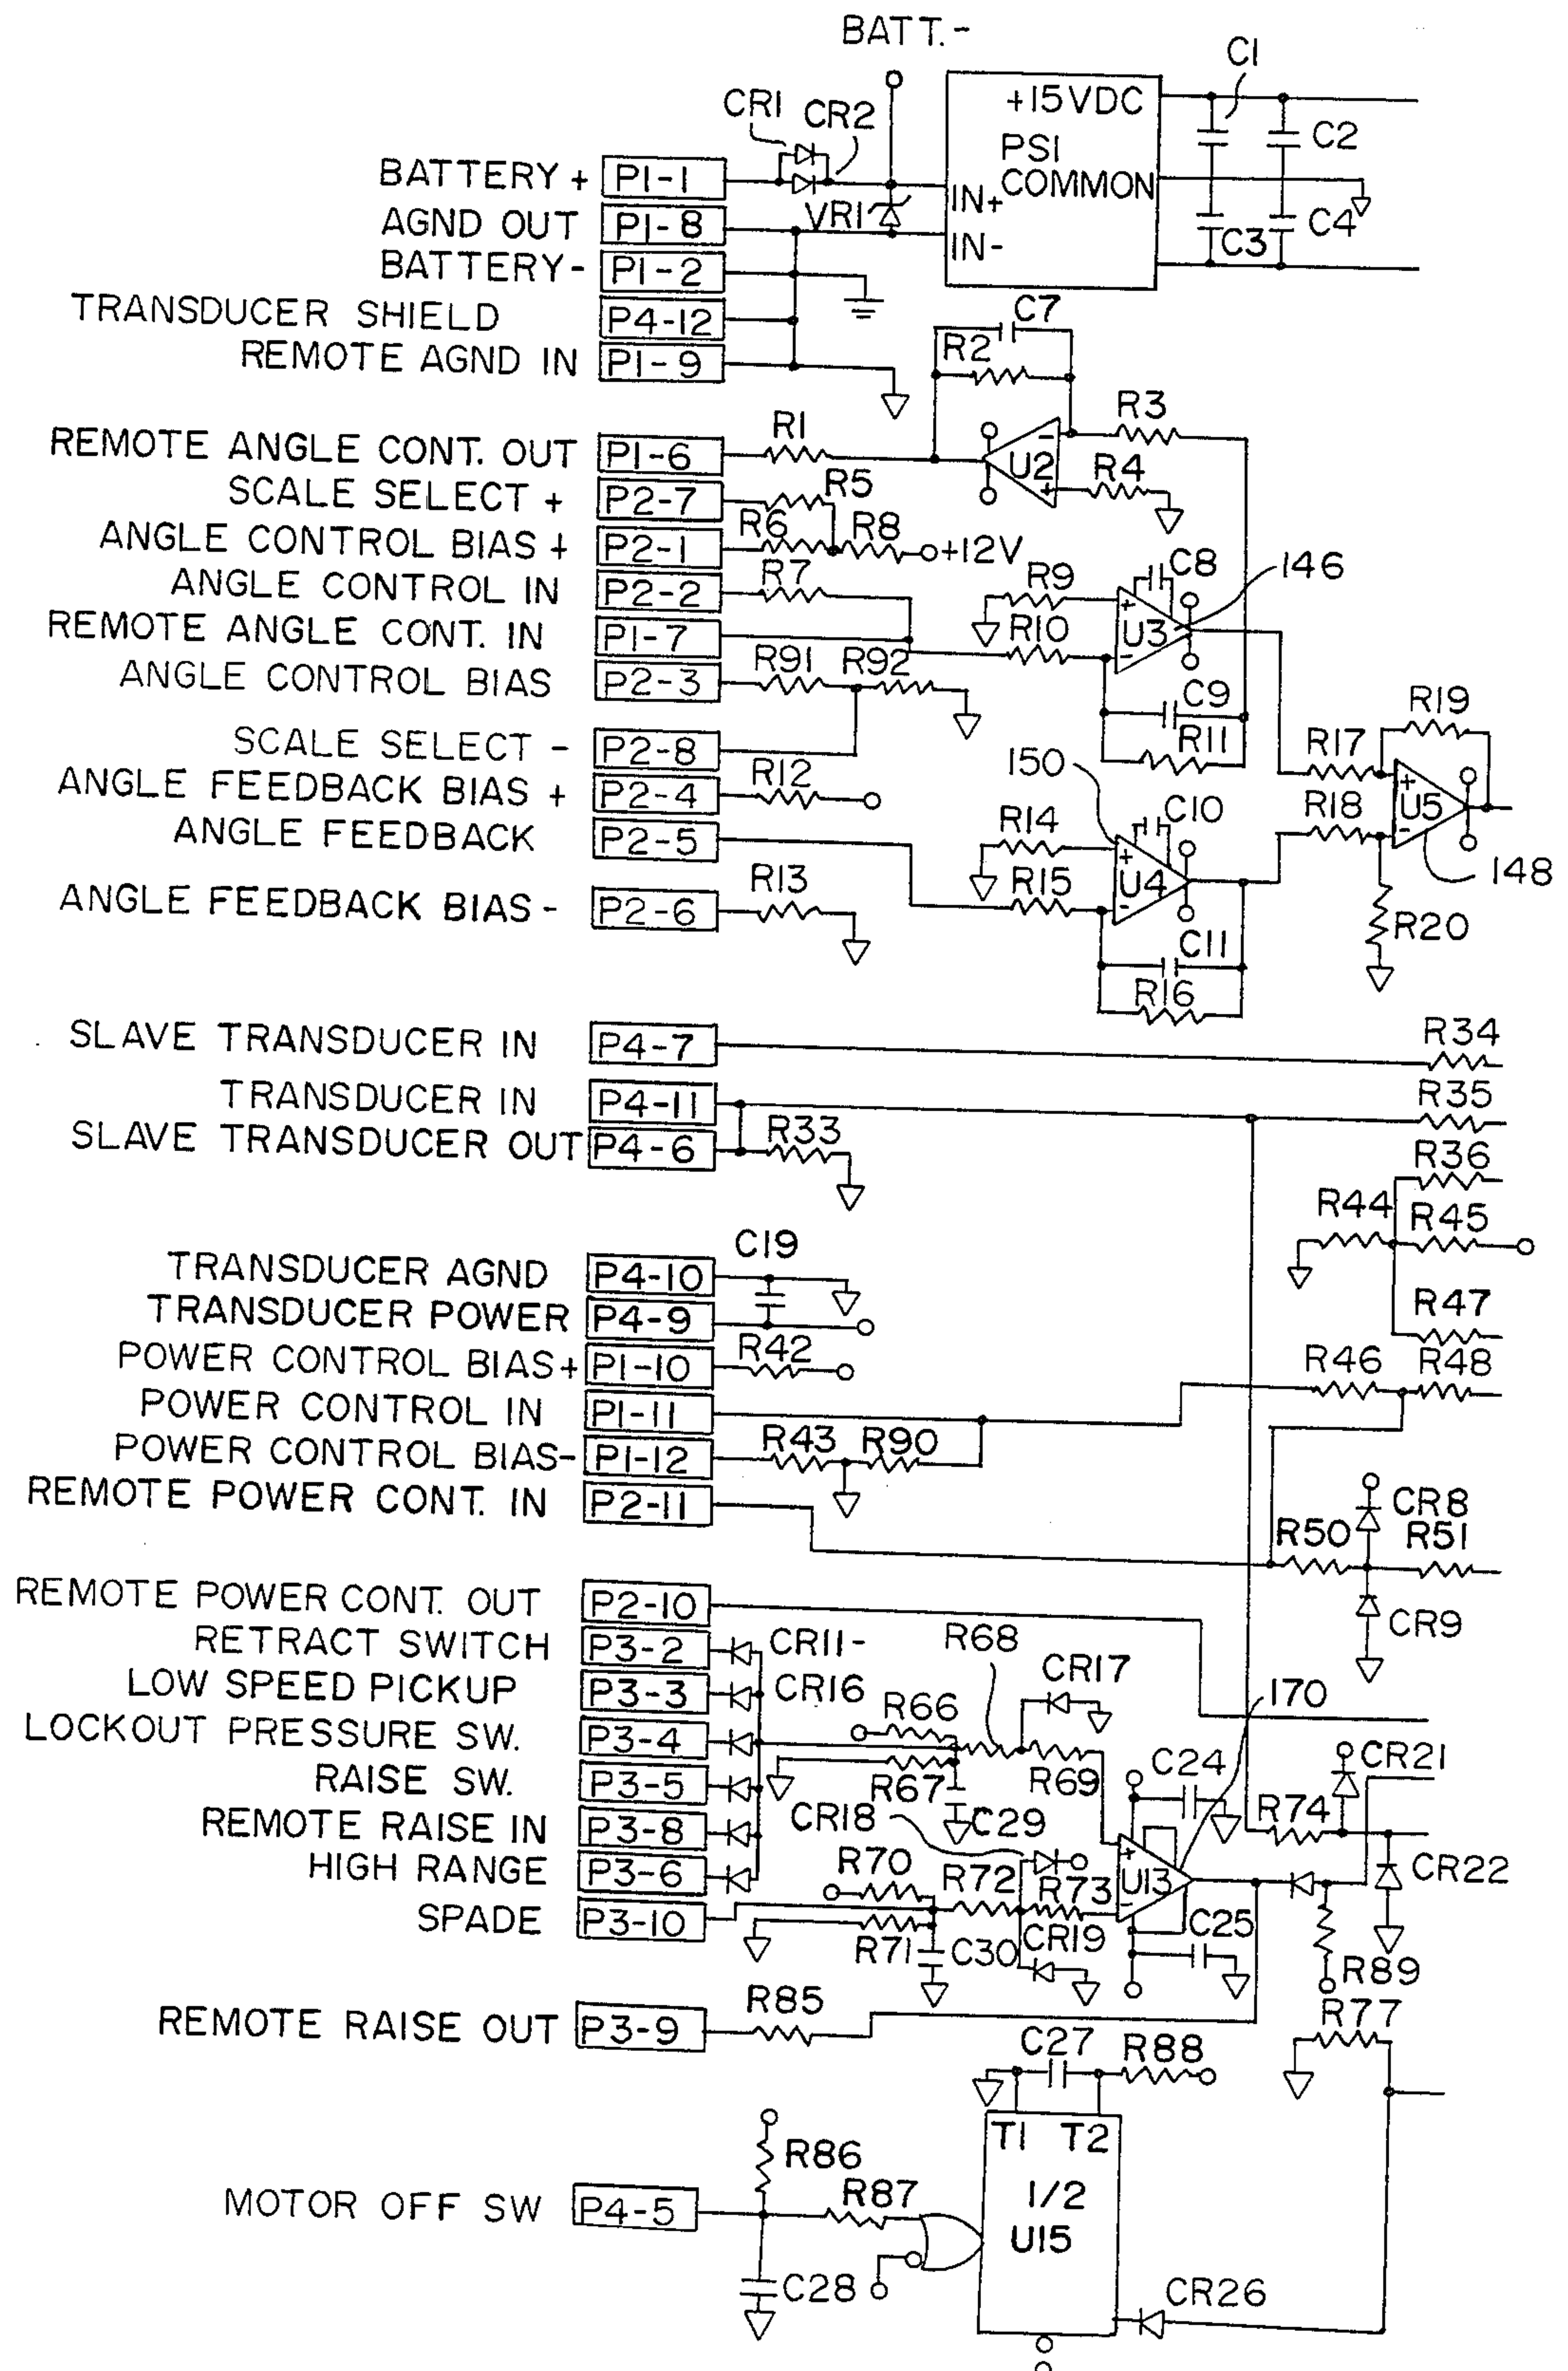 BATT.-
C1
CR1
CR2
+15VDC
PS1
COMMON
IN+
IN-
C2
C3
C4
VR1
BATTERY + P1-1
AGND OUT P1-8
BATTERY- P1-2
TRANSDUCER SHIELD P4-12
REMOTE AGND IN P1-9
C7
R2
R3
R1
U2
-
+
R4
REMOTE ANGLE CONT. OUT P1-6
SCALE SELECT + P2-7
R5
ANGLE CONTROL BIAS + P2-1
R6
R8
+12V
ANGLE CONTROL IN P2-2
R7
REMOTE ANGLE CONT. IN P1-7
ANGLE CONTROL BIAS P2-3
R91
R92
R9
C8
146
+
U3
-
R10
C9
R11
SCALE SELECT - P2-8
ANGLE FEEDBACK BIAS + P2-4
R12
ANGLE FEEDBACK P2-5
ANGLE FEEDBACK BIAS- P2-6
R13
150
R14
C10
+
U4
-
R15
C11
R16
R17
R18
R19
+
U5
-
148
R20
SLAVE TRANSDUCER IN P4-7
R34
TRANSDUCER IN P4-11
R35
SLAVE TRANSDUCER OUT P4-6
R33
R36
R44
R45
R47
C19
TRANSDUCER AGND P4-10
TRANSDUCER POWER P4-9
POWER CONTROL BIAS+ P1-10
R42
POWER CONTROL IN P1-11
R46
R48
POWER CONTROL BIAS- P1-12
R43
R90
REMOTE POWER CONT. IN P2-11
CR8
R50
R51
CR9
REMOTE POWER CONT. OUT P2-10
RETRACT SWITCH P3-2
CR11-
CR16
LOW SPEED PICKUP P3-3
LOCKOUT PRESSURE SW. P3-4
RAISE SW. P3-5
REMOTE RAISE IN P3-8
HIGH RANGE P3-6
SPADE P3-10
R68
CR17
170
R66
R67
R69
C24
CR21
CR18
C29
R74
R70
R72
R73
+
U13
-
CR22
R71
C30
CR19
C25
R89
REMOTE RAISE OUT P3-9
R85
R77
C27
R88
T1 T2
1/2
U15
R86
MOTOR OFF SW P4-5
R87
C28
CR26